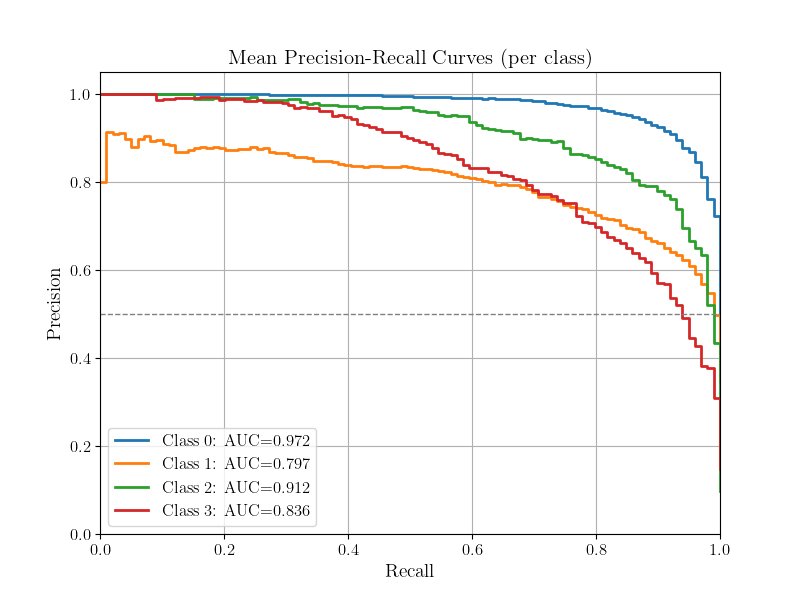 Mean Precision-Recall Curves (per class)
1.0
0.8
0.6
0.4
0.2
0.0
Precision
Class 0: AUC=0.972
Class 1: AUC=0.797
Class 2: AUC=0.912
Class 3: AUC=0.836
0.0 0.2 0.4 0.6 0.8 1.0
Recall